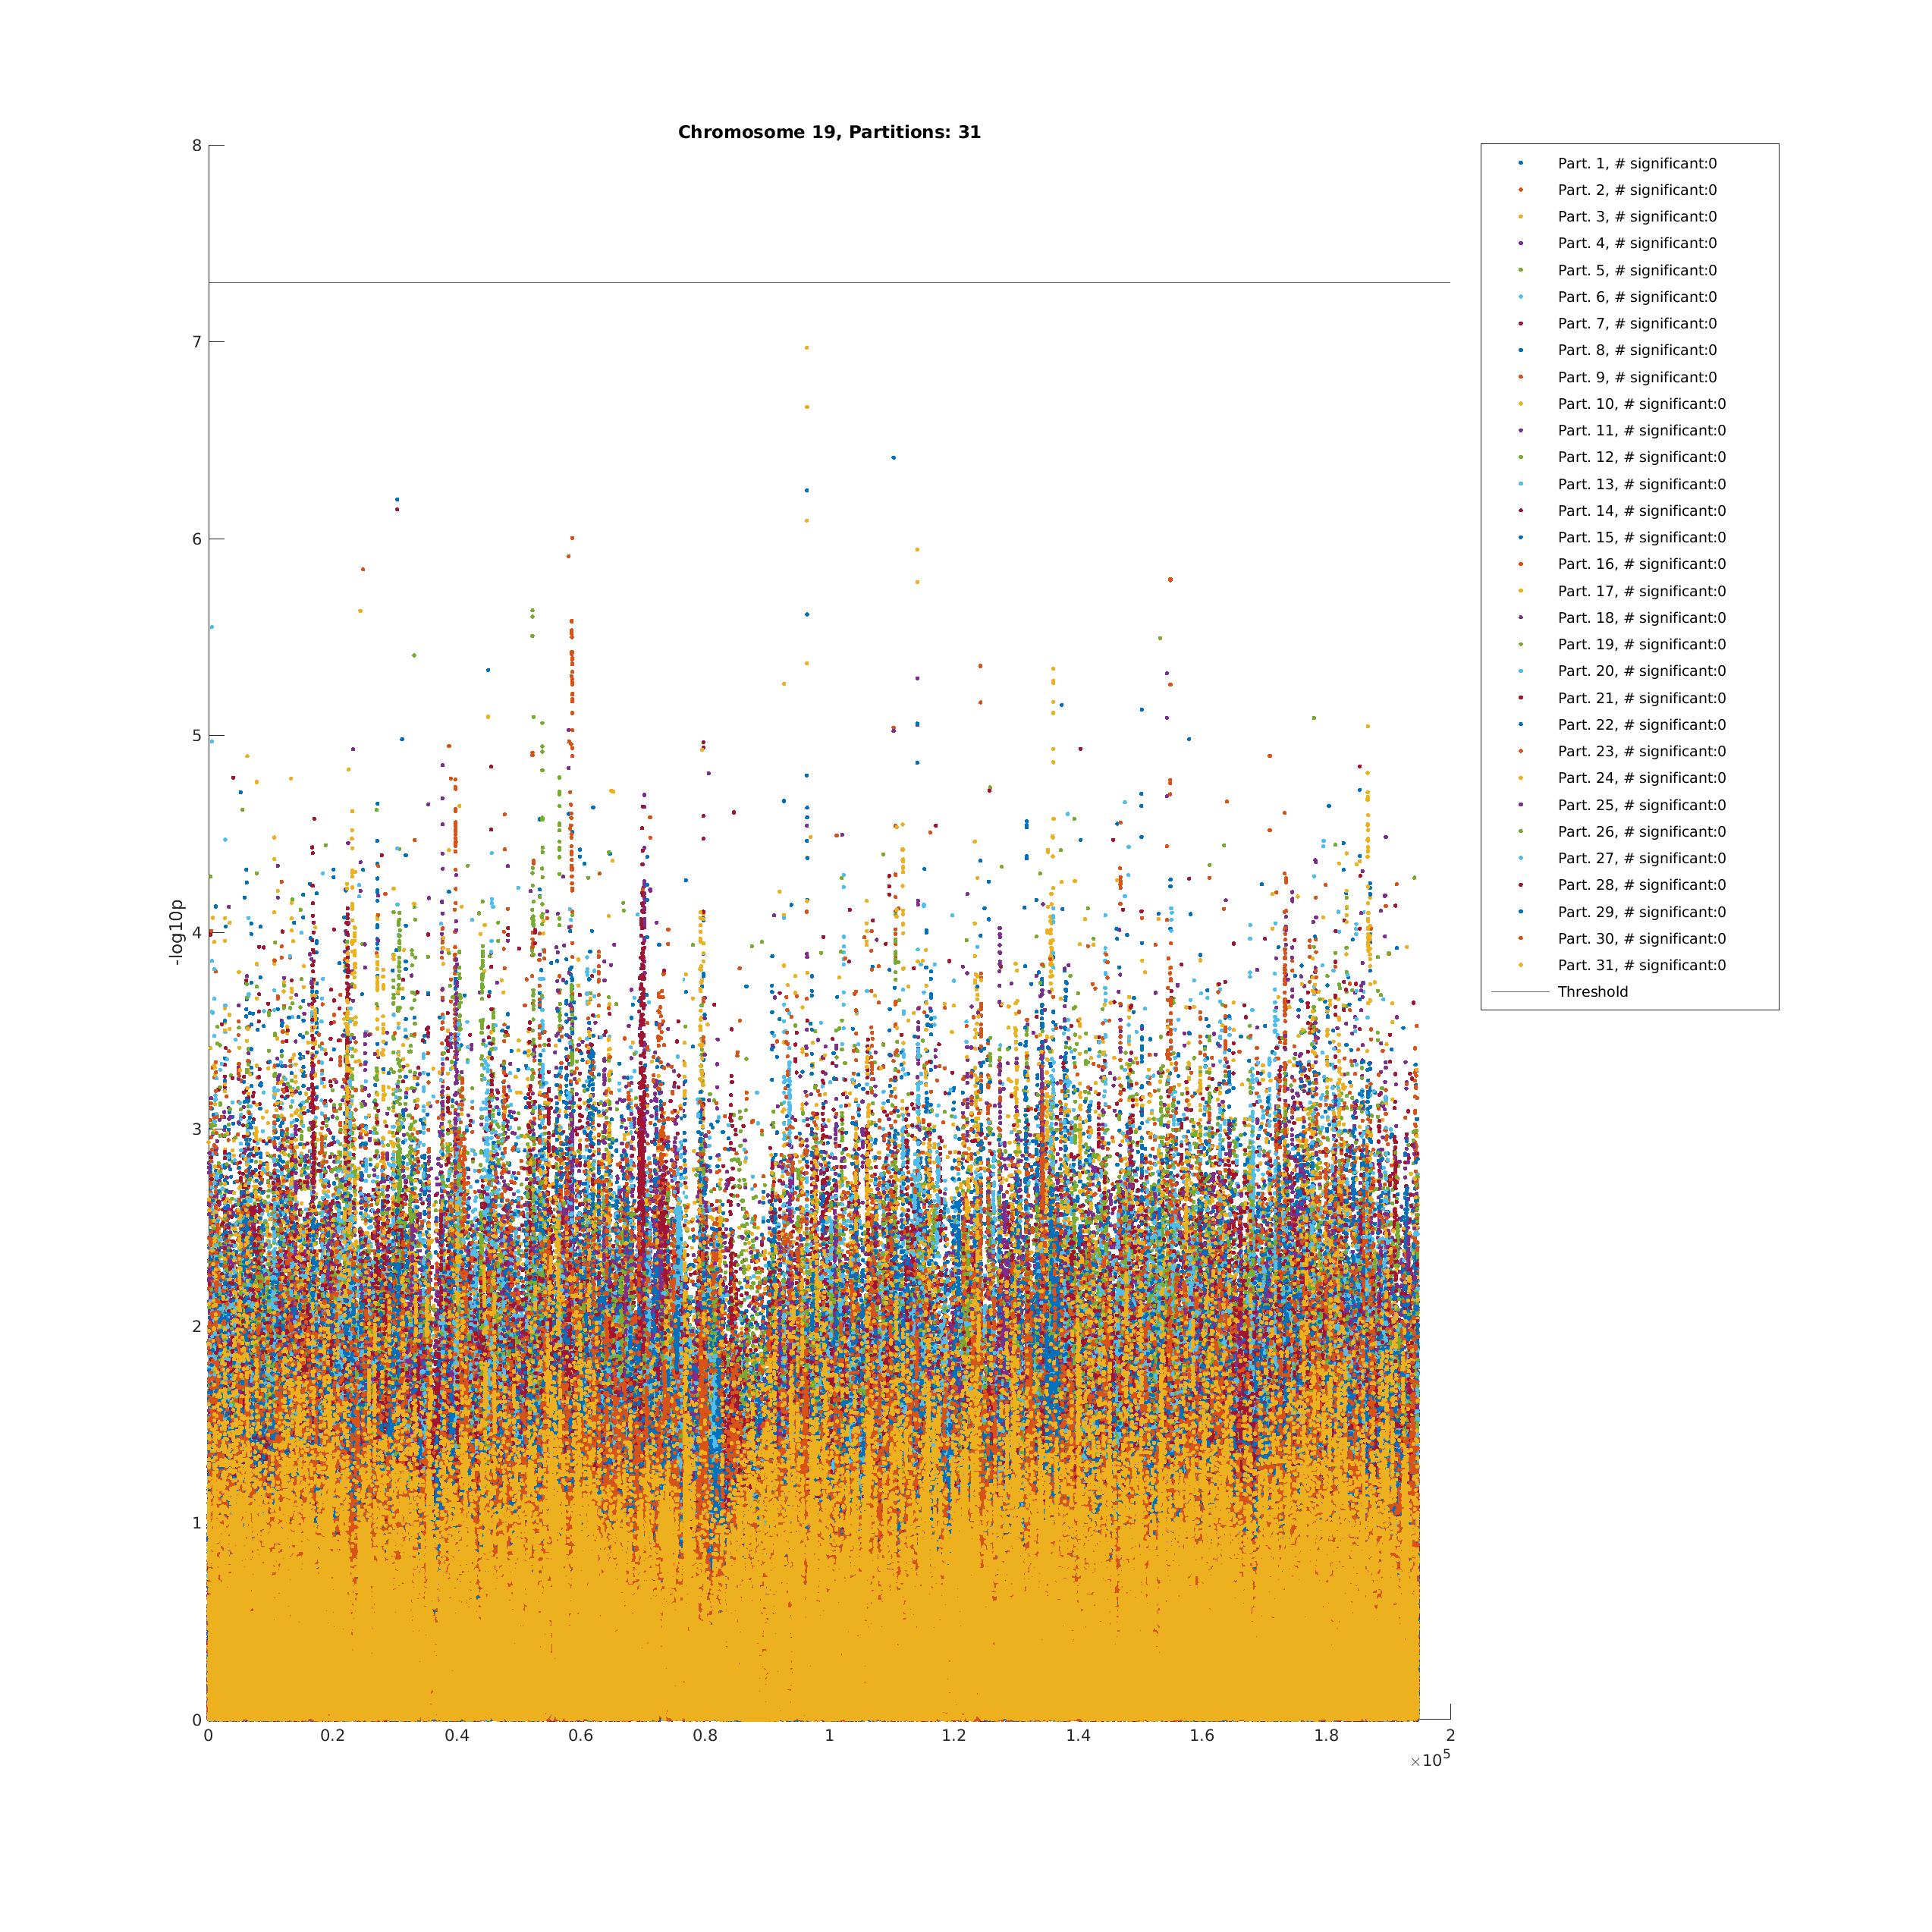 Chromosome 19, Partitions: 31
8
7
6
5
4
3
2
1
0
-log10p
0 0.2 0.4 0.6 0.8 1 1.2 1.4 1.6 1.8 2
×10^5
Part. 1, # significant:0
Part. 2, # significant:0
Part. 3, # significant:0
Part. 4, # significant:0
Part. 5, # significant:0
Part. 6, # significant:0
Part. 7, # significant:0
Part. 8, # significant:0
Part. 9, # significant:0
Part. 10, # significant:0
Part. 11, # significant:0
Part. 12, # significant:0
Part. 13, # significant:0
Part. 14, # significant:0
Part. 15, # significant:0
Part. 16, # significant:0
Part. 17, # significant:0
Part. 18, # significant:0
Part. 19, # significant:0
Part. 20, # significant:0
Part. 21, # significant:0
Part. 22, # significant:0
Part. 23, # significant:0
Part. 24, # significant:0
Part. 25, # significant:0
Part. 26, # significant:0
Part. 27, # significant:0
Part. 28, # significant:0
Part. 29, # significant:0
Part. 30, # significant:0
Part. 31, # significant:0
Threshold